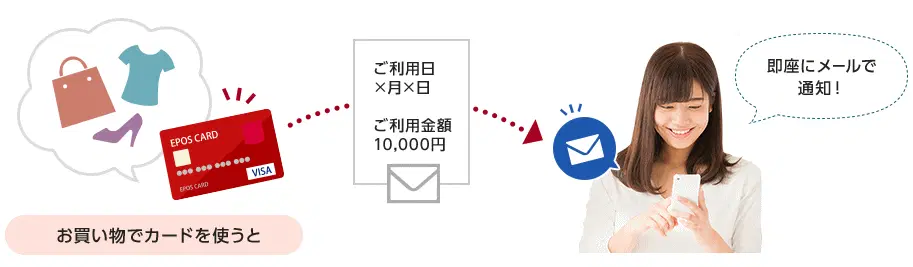 EPOS CARD
VISA
EPOS CARD
お買い物でカードを使うと
ご利用日
×月×日
ご利用金額
10,000円
即座にメールで
通知!